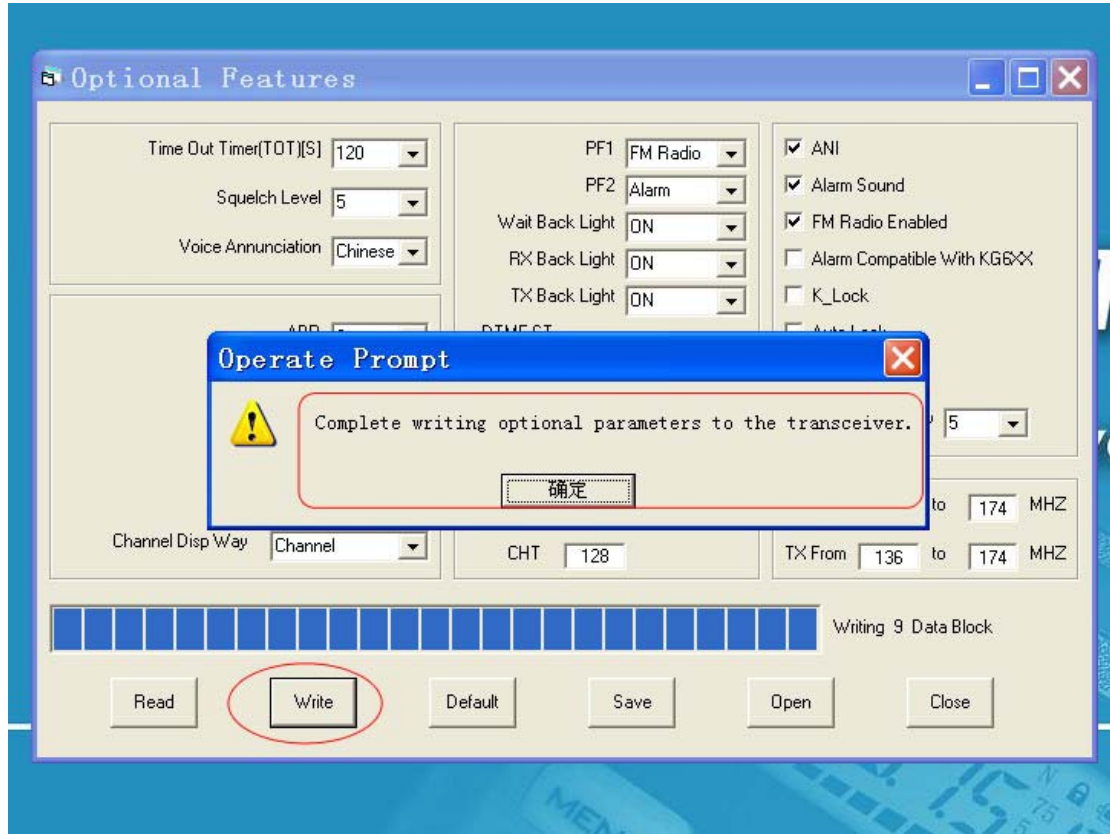 Optional Features
Time Out Timer(TOT)[S] 120
Squelch Level 5
Voice Annunciation Chinese
PF1 FM Radio
PF2 Alarm
Wait Back Light ON
RX Back Light ON
TX Back Light ON
ANI
Alarm Sound
FM Radio Enabled
Alarm Compatible With KG6XX
K_Lock
Operate Prompt
Complete writing optional parameters to the transceiver.
确定
5
to 174 MHZ
Channel Disp Way Channel
CHT 128
TX From 136 to 174 MHZ
Writing 9 Data Block
Read
Write
Default
Save
Open
Close